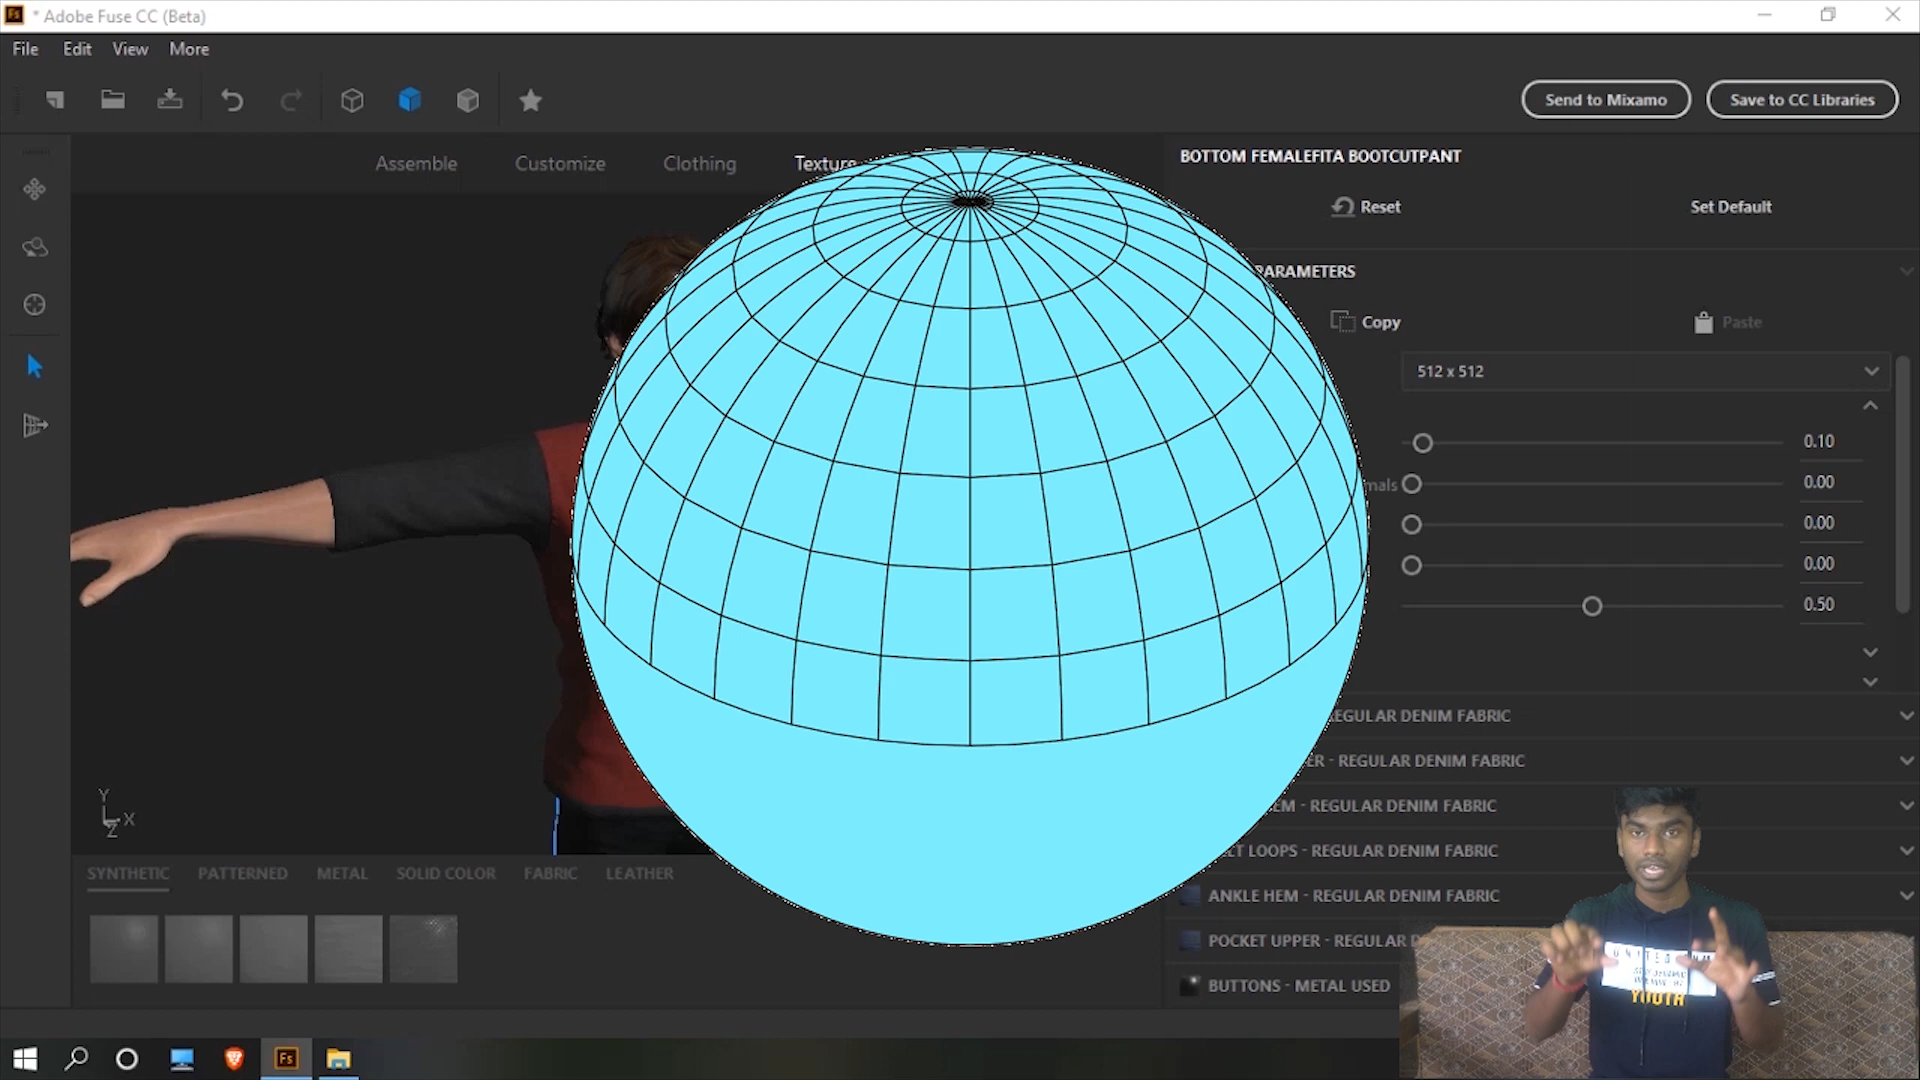 * Adobe Fuse CC (Beta)
File Edit View More
Send to Mixamo
Save to CC Libraries
Assemble Customize Clothing Texture
BOTTOM FEMALEFITA BOOTCUTPANT
Reset
Set Default
PARAMETERS
Copy
Paste
512 x 512
0.10
mals
0.00
0.00
0.00
0.50
EGULAR DENIM FABRIC
ER - REGULAR DENIM FABRIC
EM - REGULAR DENIM FABRIC
LT LOOPS - REGULAR DENIM FABRIC
ANKLE HEM - REGULAR DENIM FABRIC
POCKET UPPER - REGULAR D
BUTTONS - METAL USED
Y
X
Z
SYNTHETIC PATTERNED METAL SOLID COLOR FABRIC LEATHER
YOUTH
Fs